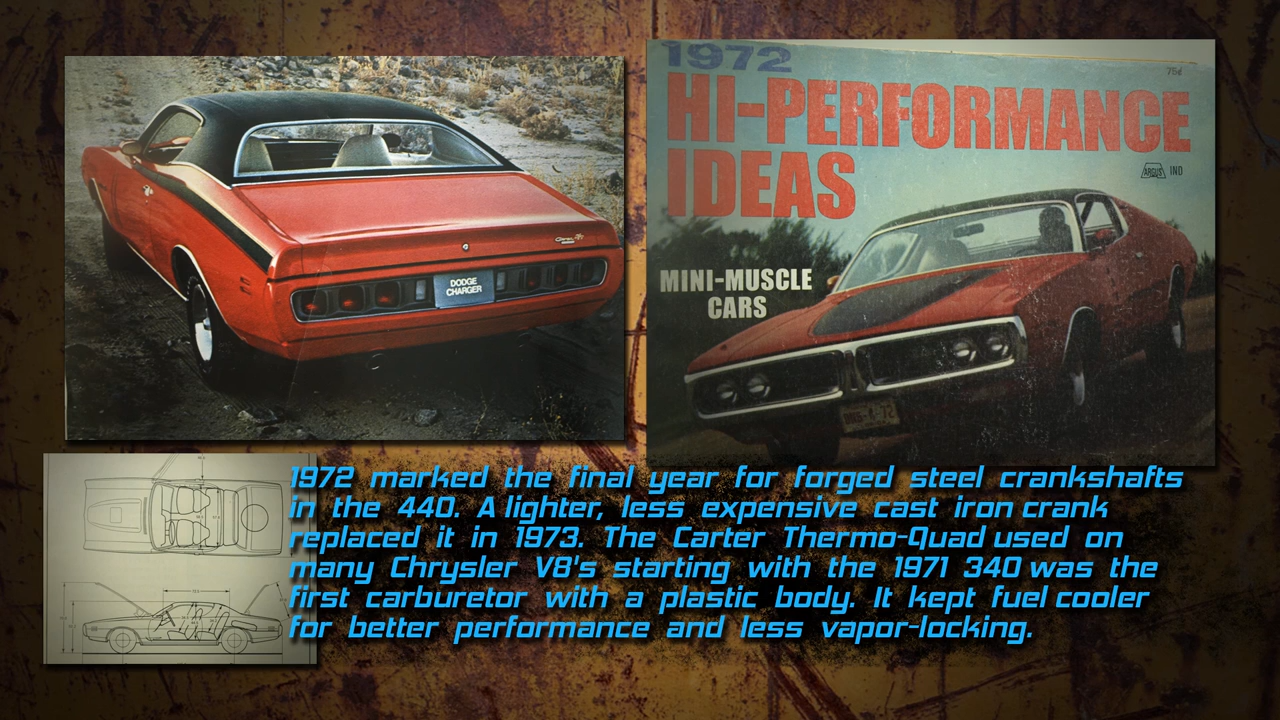 DODGE
CHARGER
1972
75¢
HI-PERFORMANCE
IDEAS
ARGUS IND
MINI-MUSCLE
CARS
1972 marked the final year for forged steel crankshafts
in the 440. A lighter, less expensive cast iron crank
replaced it in 1973. The Carter Thermo-Quad used on
many Chrysler V8's starting with the 1971 340 was the
first carburetor with a plastic body. It kept fuel cooler
for better performance and less vapor-locking.